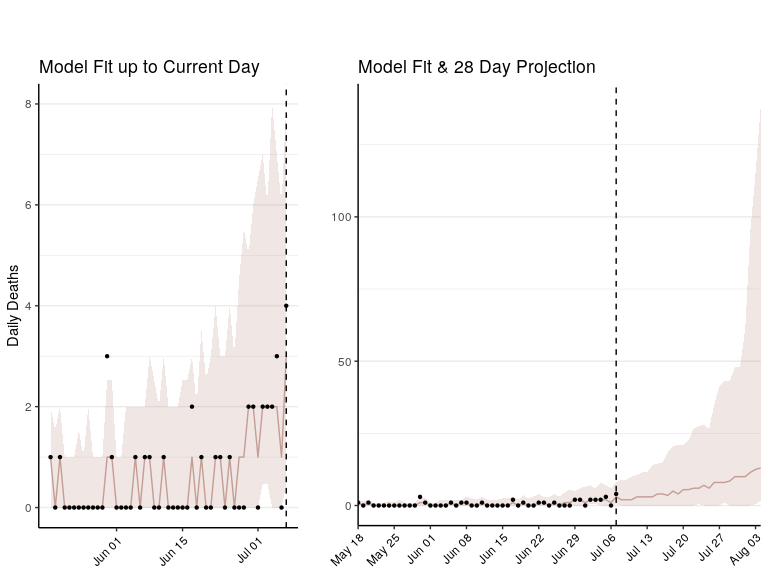 Model Fit up to Current Day
Daily Deaths
8
6
4
2
0
Jun 01
Jun 15
Jul 01
Model Fit & 28 Day Projection
100
50
0
May 18
May 25
Jun 01
Jun 08
Jun 15
Jun 22
Jun 29
Jul 06
Jul 13
Jul 20
Jul 27
Aug 03